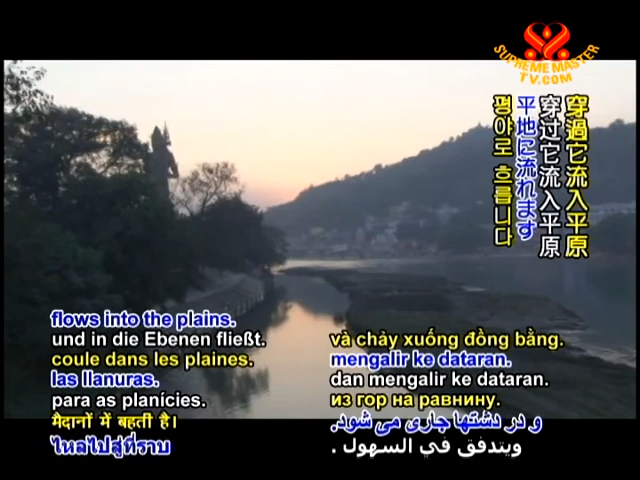 SUPREME MASTER
TV.COM
穿過它流入平原
穿过它流入平原
平地に流れます
평야로 흐릅니다
flows into the plains.
und in die Ebenen fließt.
coule dans les plaines.
las llanuras.
para as planícies.
मैदानों में बहती है।
ไหลไปสู่ที่ราบ
và chảy xuống đồng bằng.
mengalir ke dataran.
dan mengalir ke dataran.
из гор на равнину.
و در دشتها جاری می شود.
ويتدفق في السهول .